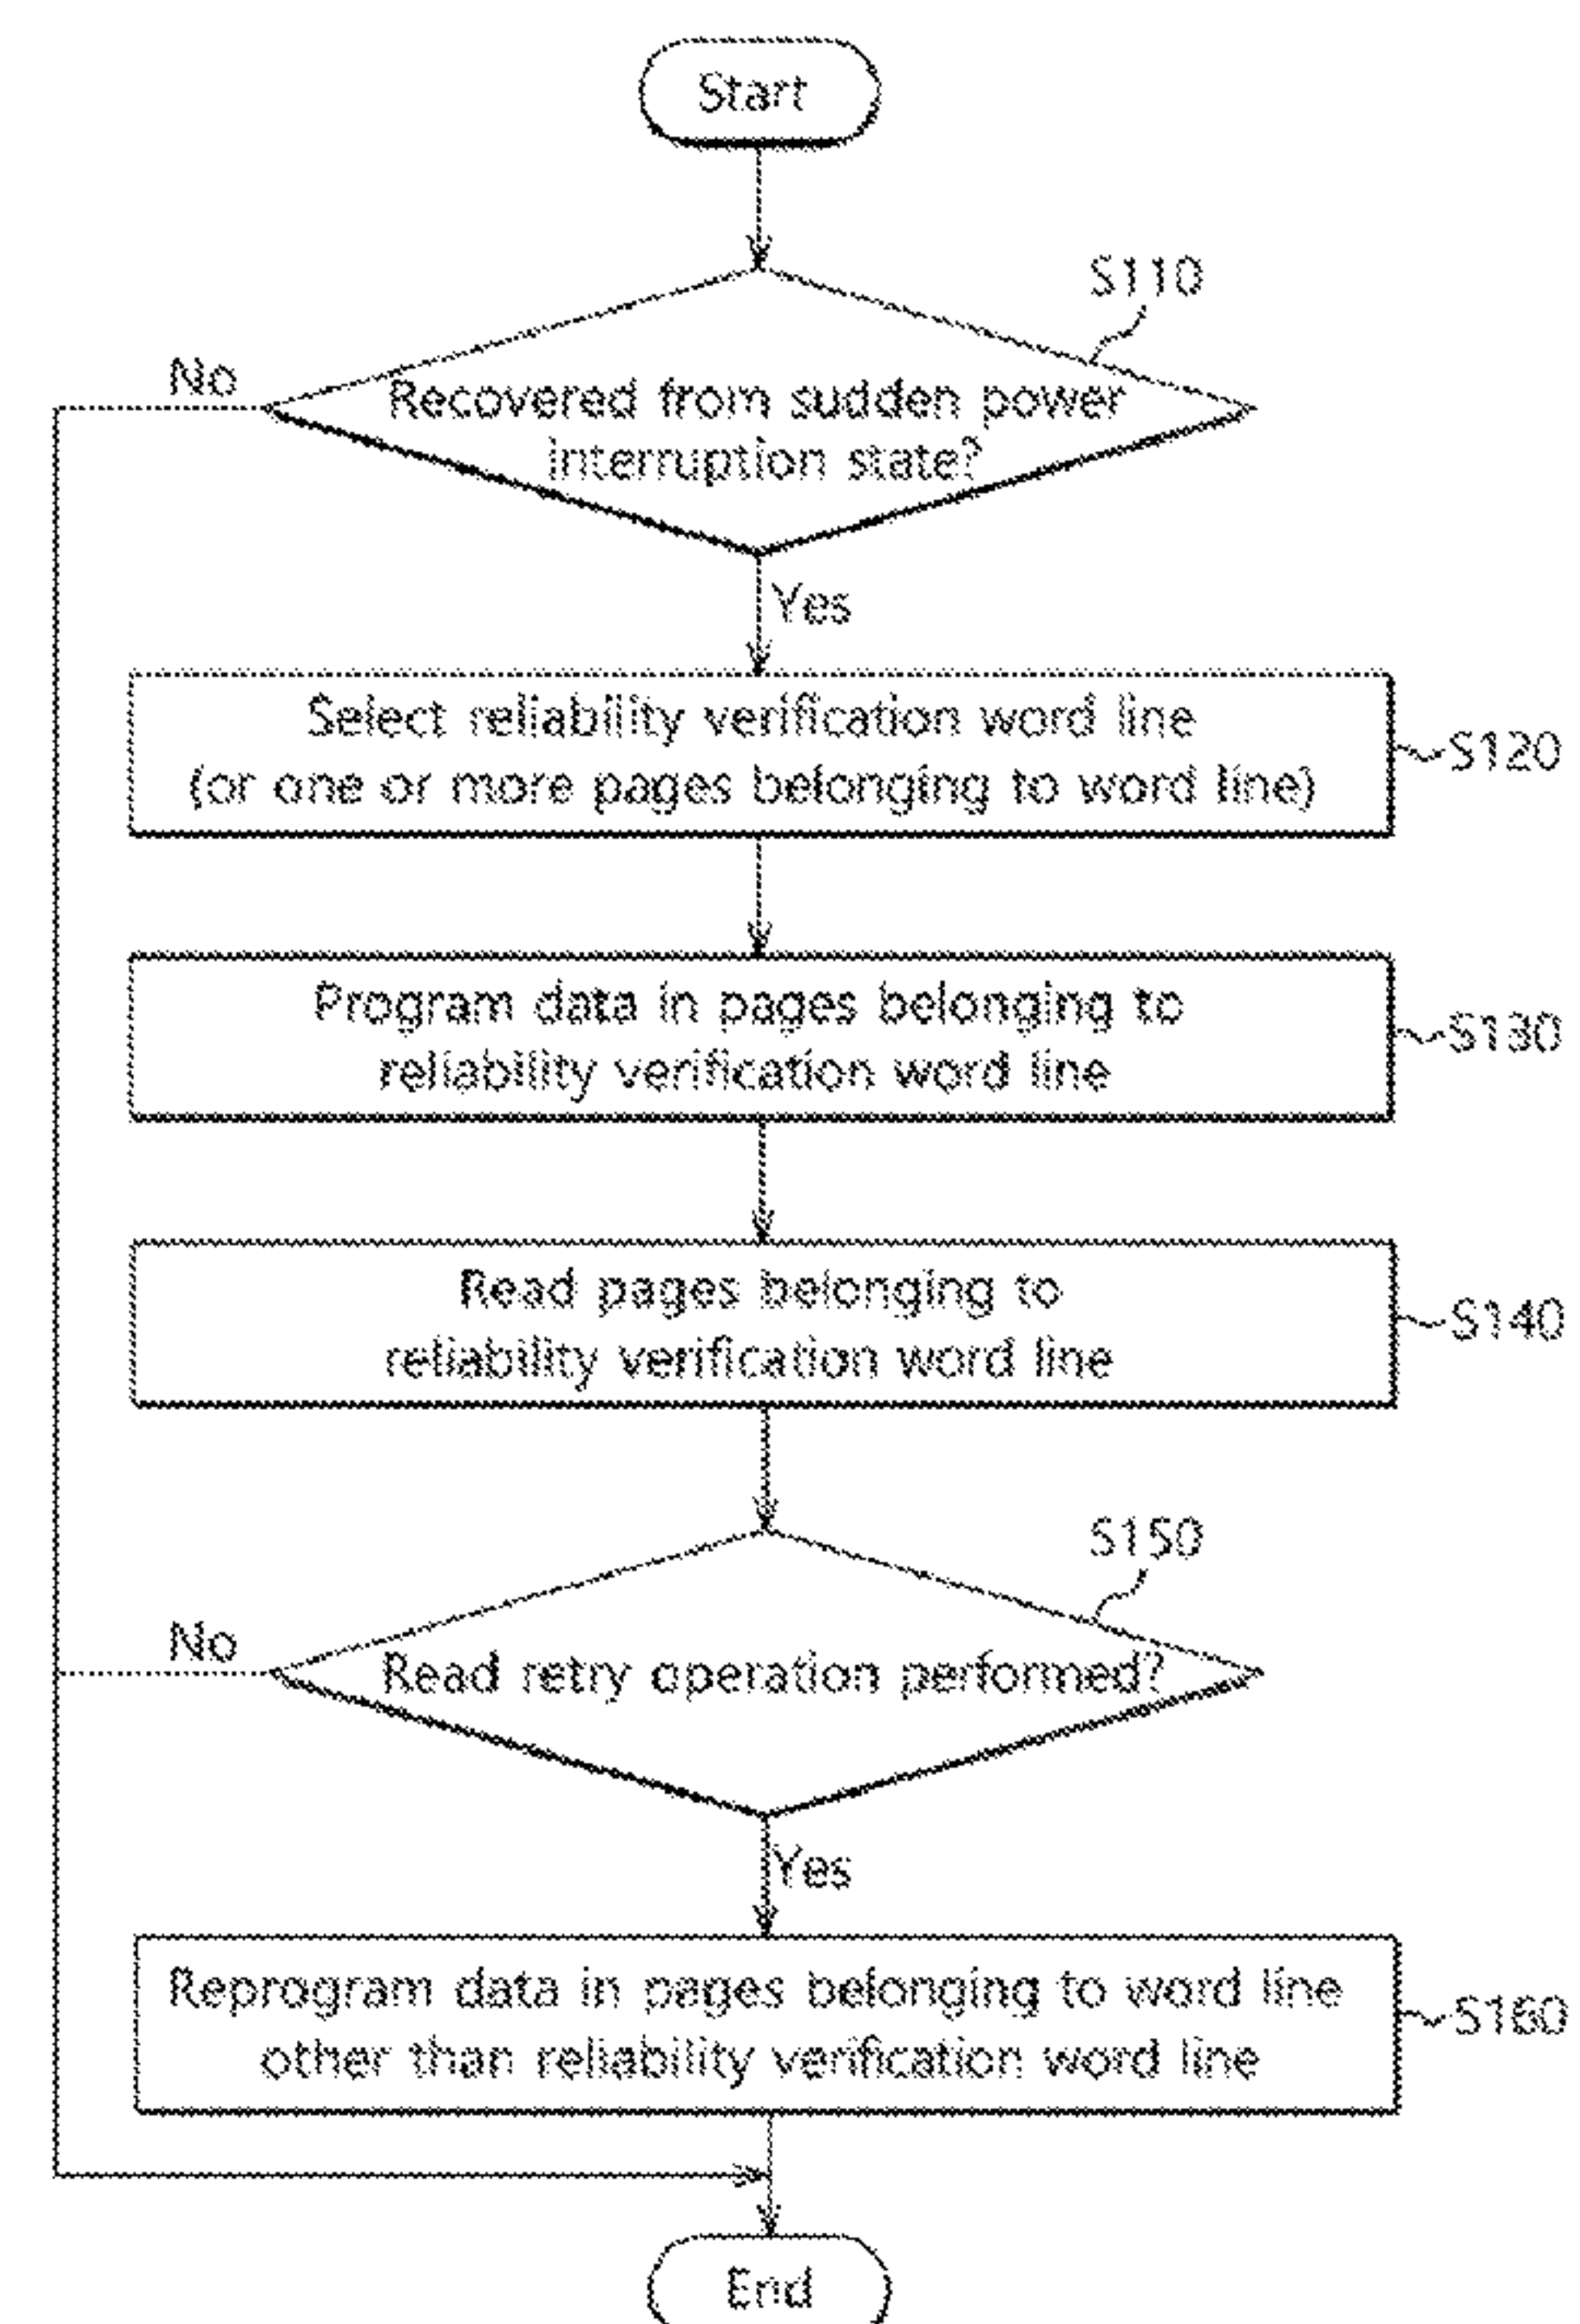 Start
S110
No
Recovered from sudden power
interruption state?
Yes
Select reliability verification word line
(or one or more pages belonging to word line)
S120
Program data in pages belonging to
reliability verification word line
S130
Read pages belonging to
reliability verification word line
S140
S150
No
Read retry operation performed?
Yes
Reprogram data in pages belonging to word line
other than reliability verification word line
S160
End